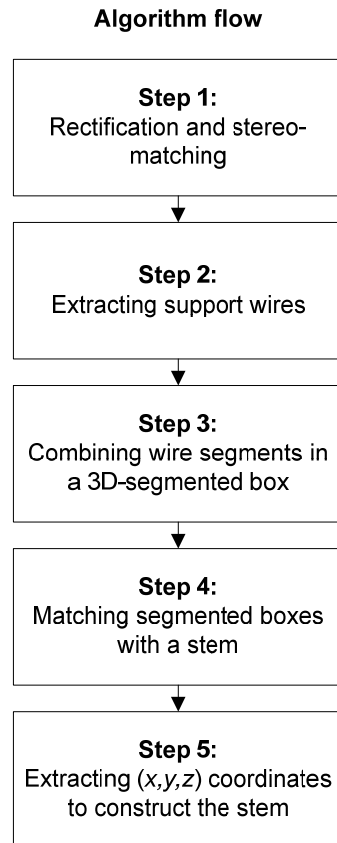 Algorithm flow
Step 1:
Rectification and stereo-
matching
Step 2:
Extracting support wires
Step 3:
Combining wire segments in
a 3D-segmented box
Step 4:
Matching segmented boxes
with a stem
Step 5:
Extracting (x,y,z) coordinates
to construct the stem